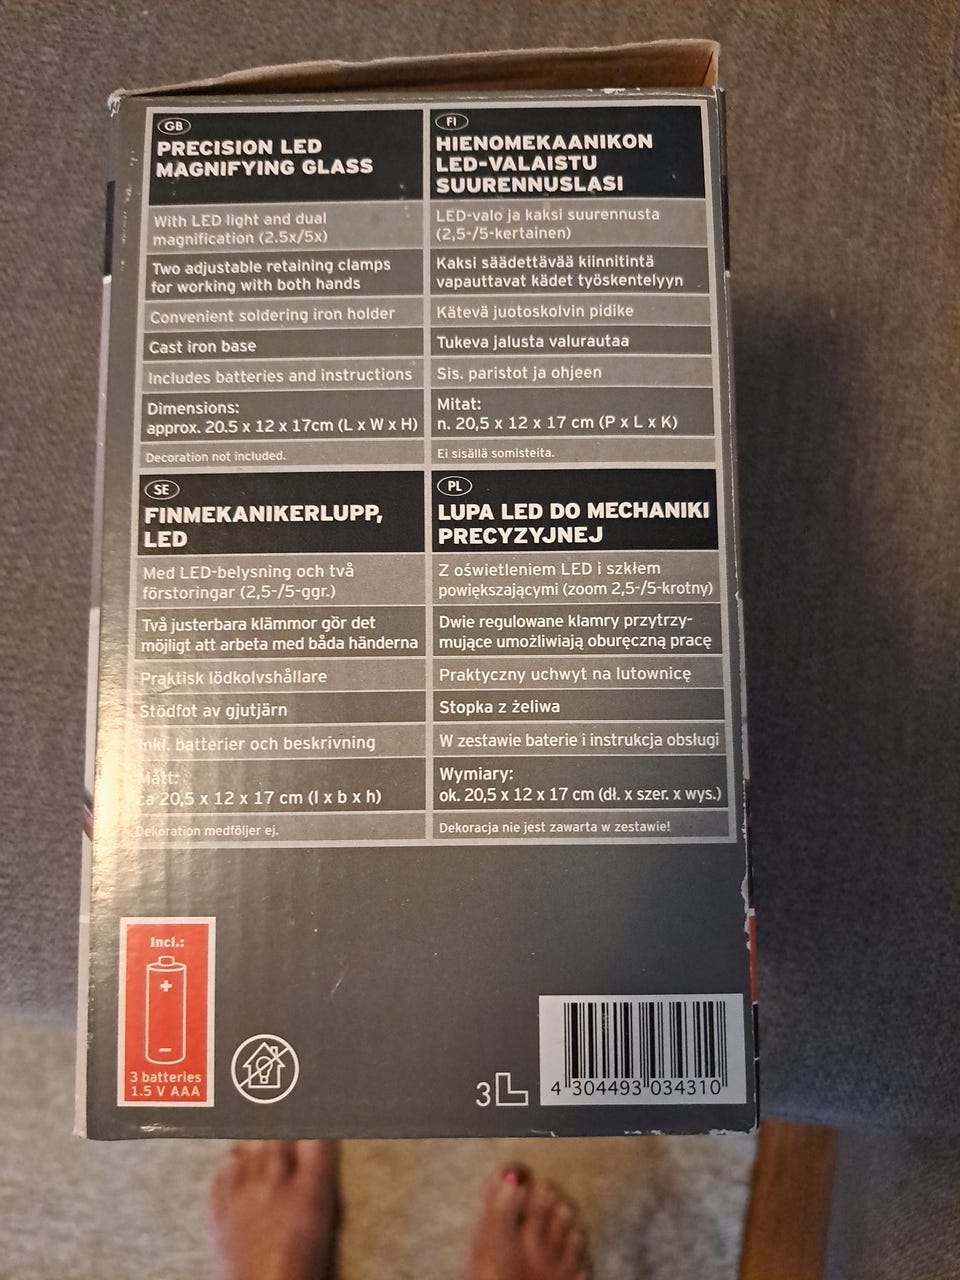 GB
PRECISION LED
MAGNIFYING GLASS
With LED light and dual
magnification (2.5x/5x)
Two adjustable retaining clamps
for working with both hands
Convenient soldering iron holder
Cast iron base
Includes batteries and instructions
Dimensions:
approx. 20.5 x 12 x 17cm (L x W x H)
Decoration not included.
FI
HIENOMEKAANIKON
LED-VALAISTU
SUURENNUSLASI
LED-valo ja kaksi suurennusta
(2,5-/5-kertainen)
Kaksi säädettävää kiinnitintä
vapauttavat kädet työskentelyyn
Kätevä juotoskolvin pidike
Tukeva jalusta valurautaa
Sis. paristot ja ohjeen
Mitat:
n. 20,5 x 12 x 17 cm (P x L x K)
Ei sisällä somisteita.
SE
FINMEKANIKERLUPP,
LED
Med LED-belysning och två
förstoringar (2,5-/5-ggr.)
Två justerbara klämmor gör det
möjligt att arbeta med båda händerna
Praktisk lödkolvshållare
Stödfot av gjutjärn
Inkl. batterier och beskrivning
Mått:
ca 20,5 x 12 x 17 cm (l x b x h)
Dekoration medföljer ej.
PL
LUPA LED DO MECHANIKI
PRECYZYJNEJ
Z oświetleniem LED i szkłem
powiększającymi (zoom 2,5-/5-krotny)
Dwie regulowane klamry przytrzy-
mujące umożliwiają oburęczną pracę
Praktyczny uchwyt na lutownicę
Stopka z żeliwa
W zestawie baterie i instrukcja obsługi
Wymiary:
ok. 20,5 x 12 x 17 cm (dł. x szer. x wys.)
Dekoracja nie jest zawarta w zestawie!
Incl.:
+
–
3 batteries
1.5 V AAA
3L
4 304493 034310